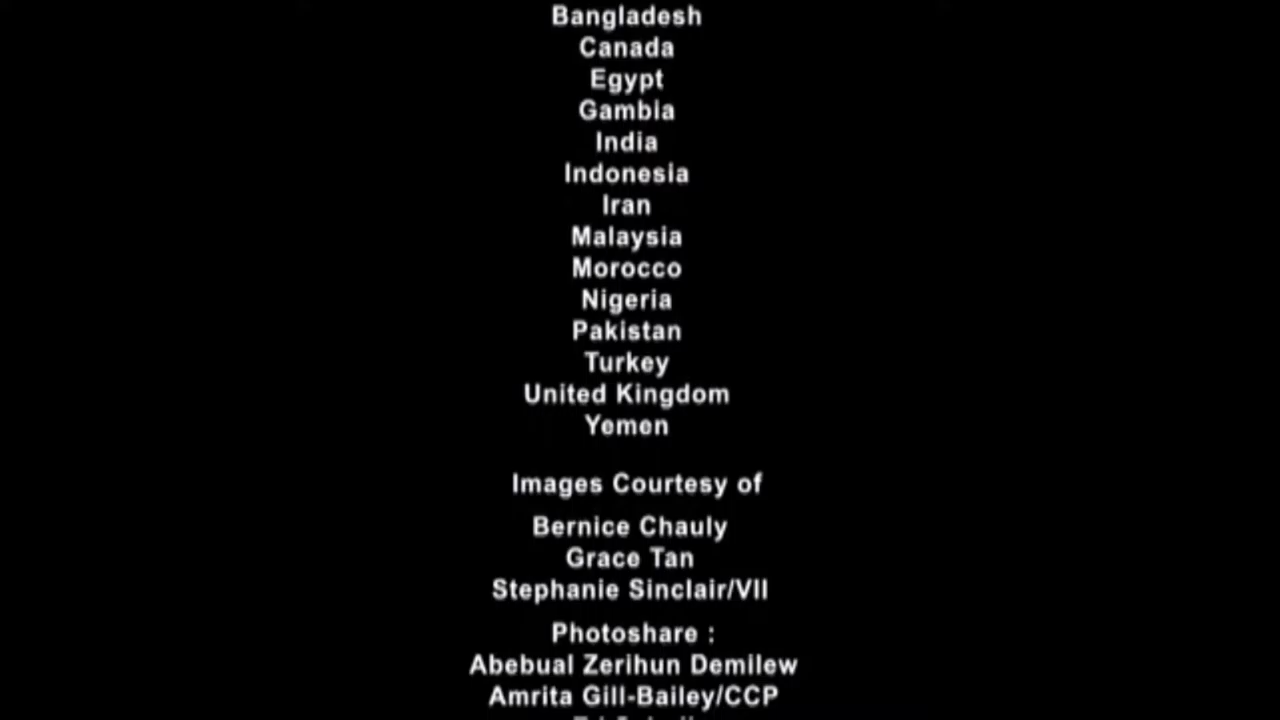 Bangladesh
Canada
Egypt
Gambia
India
Indonesia
Iran
Malaysia
Morocco
Nigeria
Pakistan
Turkey
United Kingdom
Yemen
Images Courtesy of
Bernice Chauly
Grace Tan
Stephanie Sinclair/VII
Photoshare :
Abebual Zerihun Demilew
Amrita Gill-Bailey/CCP